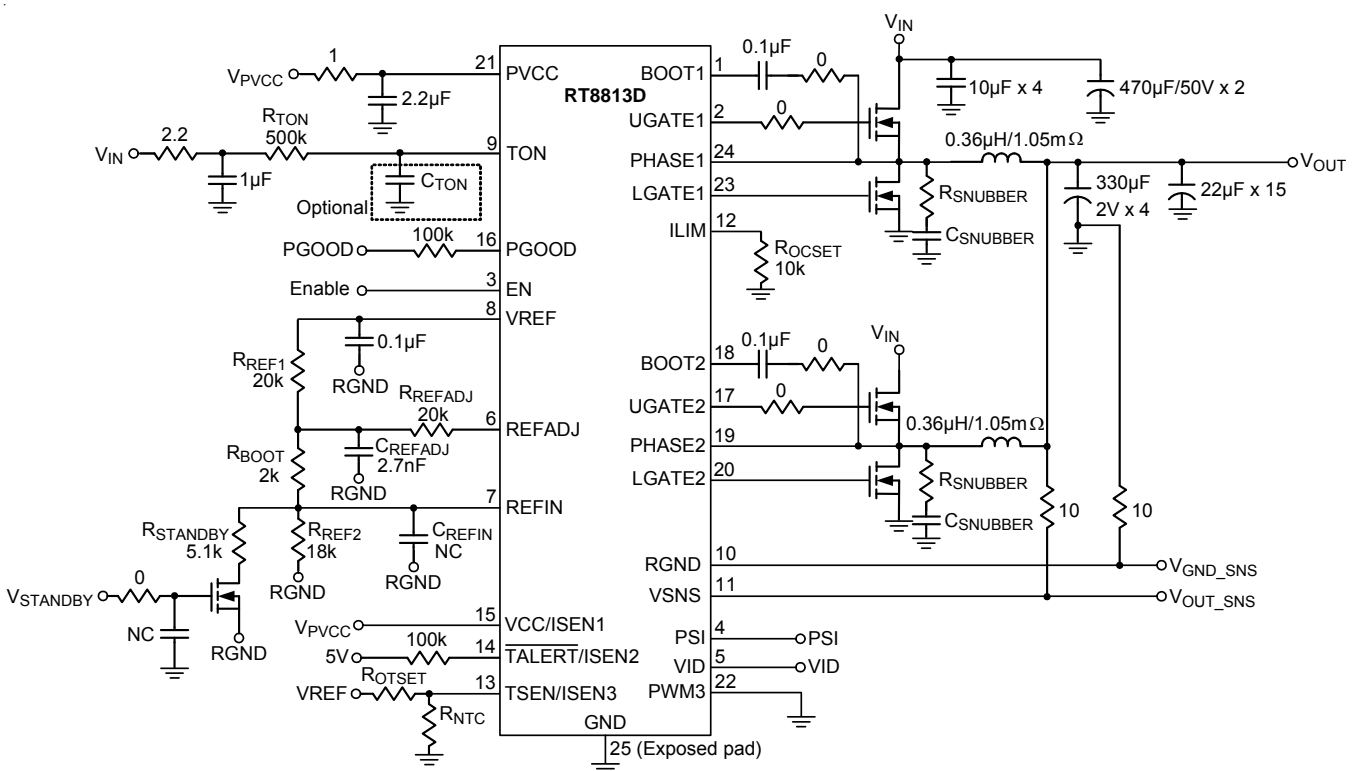 V_IN
1
21
PVCC
V_PVCC
2.2µF
RT8813D
BOOT1
1
0.1µF
0
10µF x 4
470µF/50V x 2
UGATE1
2
0
R_TON
500k
2.2
V_IN
9
TON
1µF
C_TON
Optional
PHASE1
24
0.36µH/1.05mΩ
V_OUT
LGATE1
23
R_SNUBBER
C_SNUBBER
330µF
2V x 4
22µF x 15
ILIM
12
R_OCSET
10k
100k
PGOOD
16
PGOOD
Enable
3
EN
8
VREF
0.1µF
RGND
R_REF1
20k
R_REFADJ
20k
6
REFADJ
C_REFADJ
2.7nF
RGND
R_BOOT
2k
7
REFIN
R_STANDBY
5.1k
R_REF2
18k
RGND
C_REFIN
NC
RGND
V_STANDBY
0
NC
RGND
V_IN
BOOT2
18
0.1µF
0
UGATE2
17
0
0.36µH/1.05mΩ
PHASE2
19
LGATE2
20
R_SNUBBER
C_SNUBBER
10
10
RGND
10
V_GND_SNS
VSNS
11
V_OUT_SNS
V_PVCC
15
VCC/ISEN1
5V
100k
14
TALERT/ISEN2
VREF
R_OTSET
13
TSEN/ISEN3
R_NTC
PSI
4
PSI
VID
5
VID
PWM3
22
GND
25 (Exposed pad)